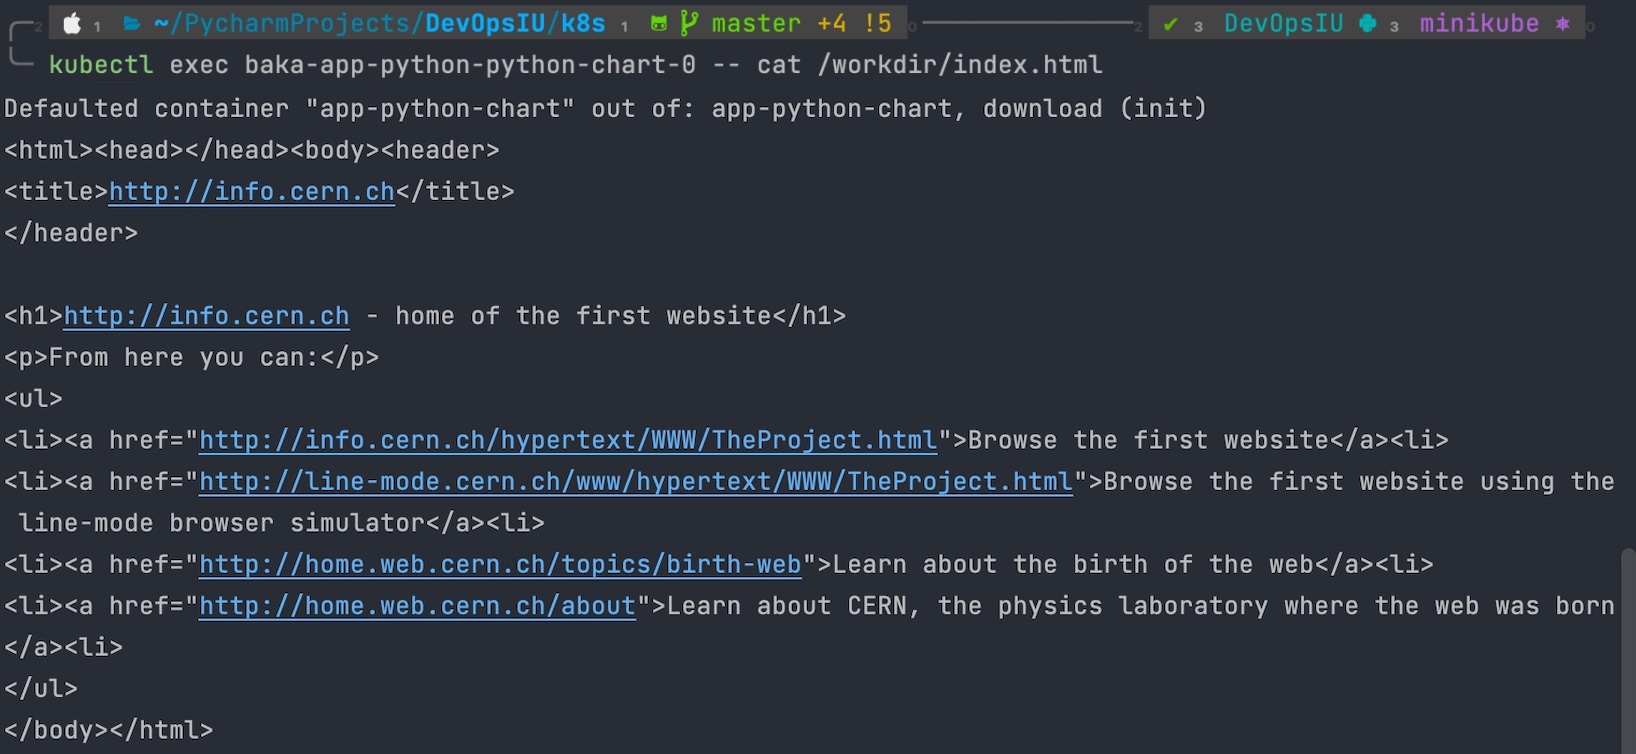 ~/PycharmProjects/DevOpsIU/k8s 1 master +4 !5 ✔ 3 DevOpsIU 3 minikube
kubectl exec baka-app-python-python-chart-0 -- cat /workdir/index.html
Defaulted container "app-python-chart" out of: app-python-chart, download (init)
<html><head></head><body><header>
<title>http://info.cern.ch</title>
</header>
<h1>http://info.cern.ch - home of the first website</h1>
<p>From here you can:</p>
<ul>
<li><a href="http://info.cern.ch/hypertext/WWW/TheProject.html">Browse the first website</a><li>
<li><a href="http://line-mode.cern.ch/www/hypertext/WWW/TheProject.html">Browse the first website using the
line-mode browser simulator</a><li>
<li><a href="http://home.web.cern.ch/topics/birth-web">Learn about the birth of the web</a><li>
<li><a href="http://home.web.cern.ch/about">Learn about CERN, the physics laboratory where the web was born
</a><li>
</ul>
</body></html>